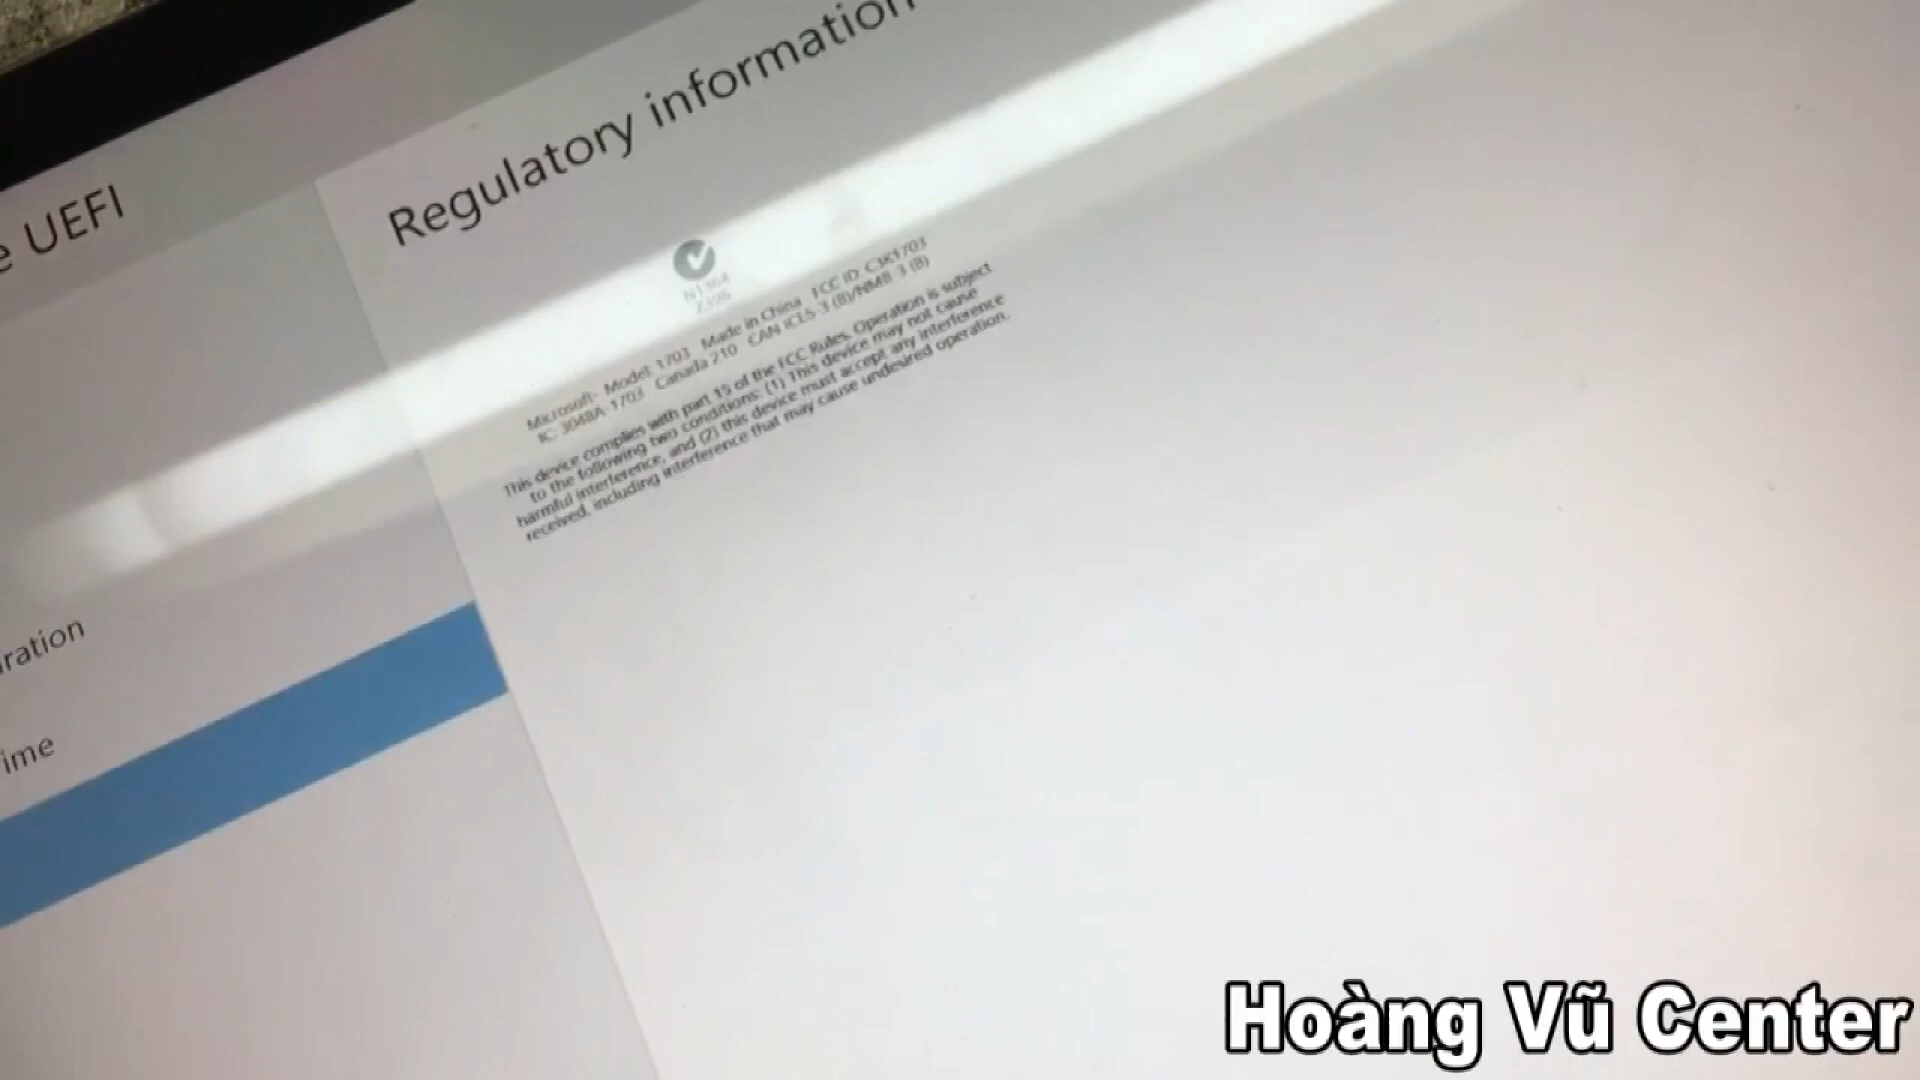 e UEFI
Regulatory information
N1364
Z496
Microsoft- Model: 1703 Made in China FCC ID: C3K1703
IC: 3048A-1703 Canada 210 CAN ICES-3 (B)/NMB 3 (B)
This device complies with part 15 of the FCC Rules. Operation is subject
to the following two conditions: (1) This device may not cause
harmful interference, and (2) this device must accept any interference
received, including interference that may cause undesired operation.
iration
ime
Hoàng Vũ Center